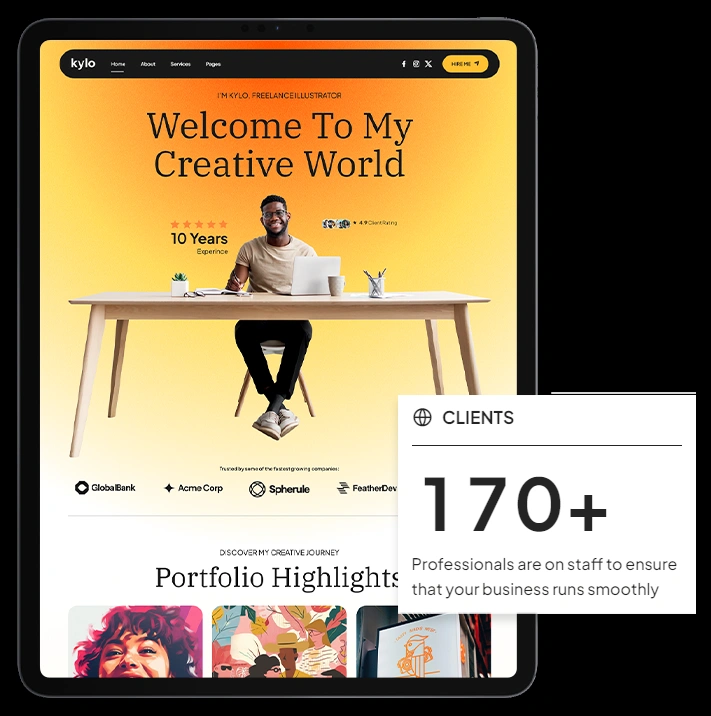 kylo
Home About Services Pages
HIRE ME
I'M KYLO, FREELANCE ILLUSTRATOR
Welcome To My
Creative World
10 Years
Experince
4.9 Client Rating
Trusted by some of the fastest growing companies:
GlobalBank Acme Corp Spherule FeatherDev
DISCOVER MY CREATIVE JOURNEY
Portfolio Highlights
CLIENTS
170+
Professionals are on staff to ensure
that your business runs smoothly